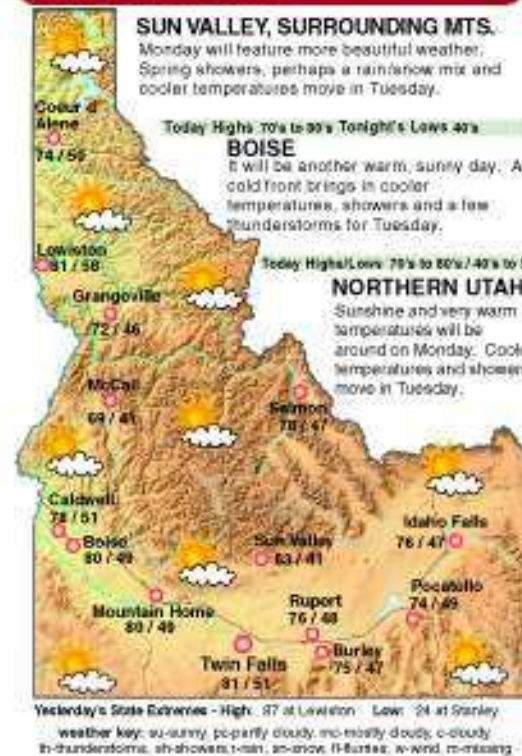 SUN VALLEY, SURROUNDING MTS.
Monday will feature more beautiful weather.
Spring showers, perhaps a rain/snow mix and
cooler temperatures move in Tuesday.
Today Highs 70's to 80's Tonight's Lows 40's
BOISE
It will be another warm, sunny day. A
cold front brings in cooler
temperatures, showers and a few
thunderstorms for Tuesday.
Today Highs/Lows 70's to 80's / 40's to
NORTHERN UTAH
Sunshine and very warm
temperatures will be
around on Monday. Cool
temperatures and shower
move in Tuesday.
Coeur d'
Alene
Lewiston
81 / 56
Grangeville
72 / 46
McCall
69 / 41
Salmon
78 / 47
Caldwell
78 / 51
Boise
80 / 49
Sun Valley
63 / 41
Idaho Falls
76 / 47
Mountain Home
80 / 49
Rupert
76 / 48
Pocatello
74 / 49
Twin Falls
81 / 51
Burley
75 / 47
Yesterday's State Extremes - High: 87 at Lewiston Low: 24 at Stanley
weather key: su-sunny, pc-partly cloudy, mc-mostly cloudy, c-cloudy,
th-thunderstorms, sh-showers, r-rain, sn-snow, fl-flurries, w-wind, m-missing